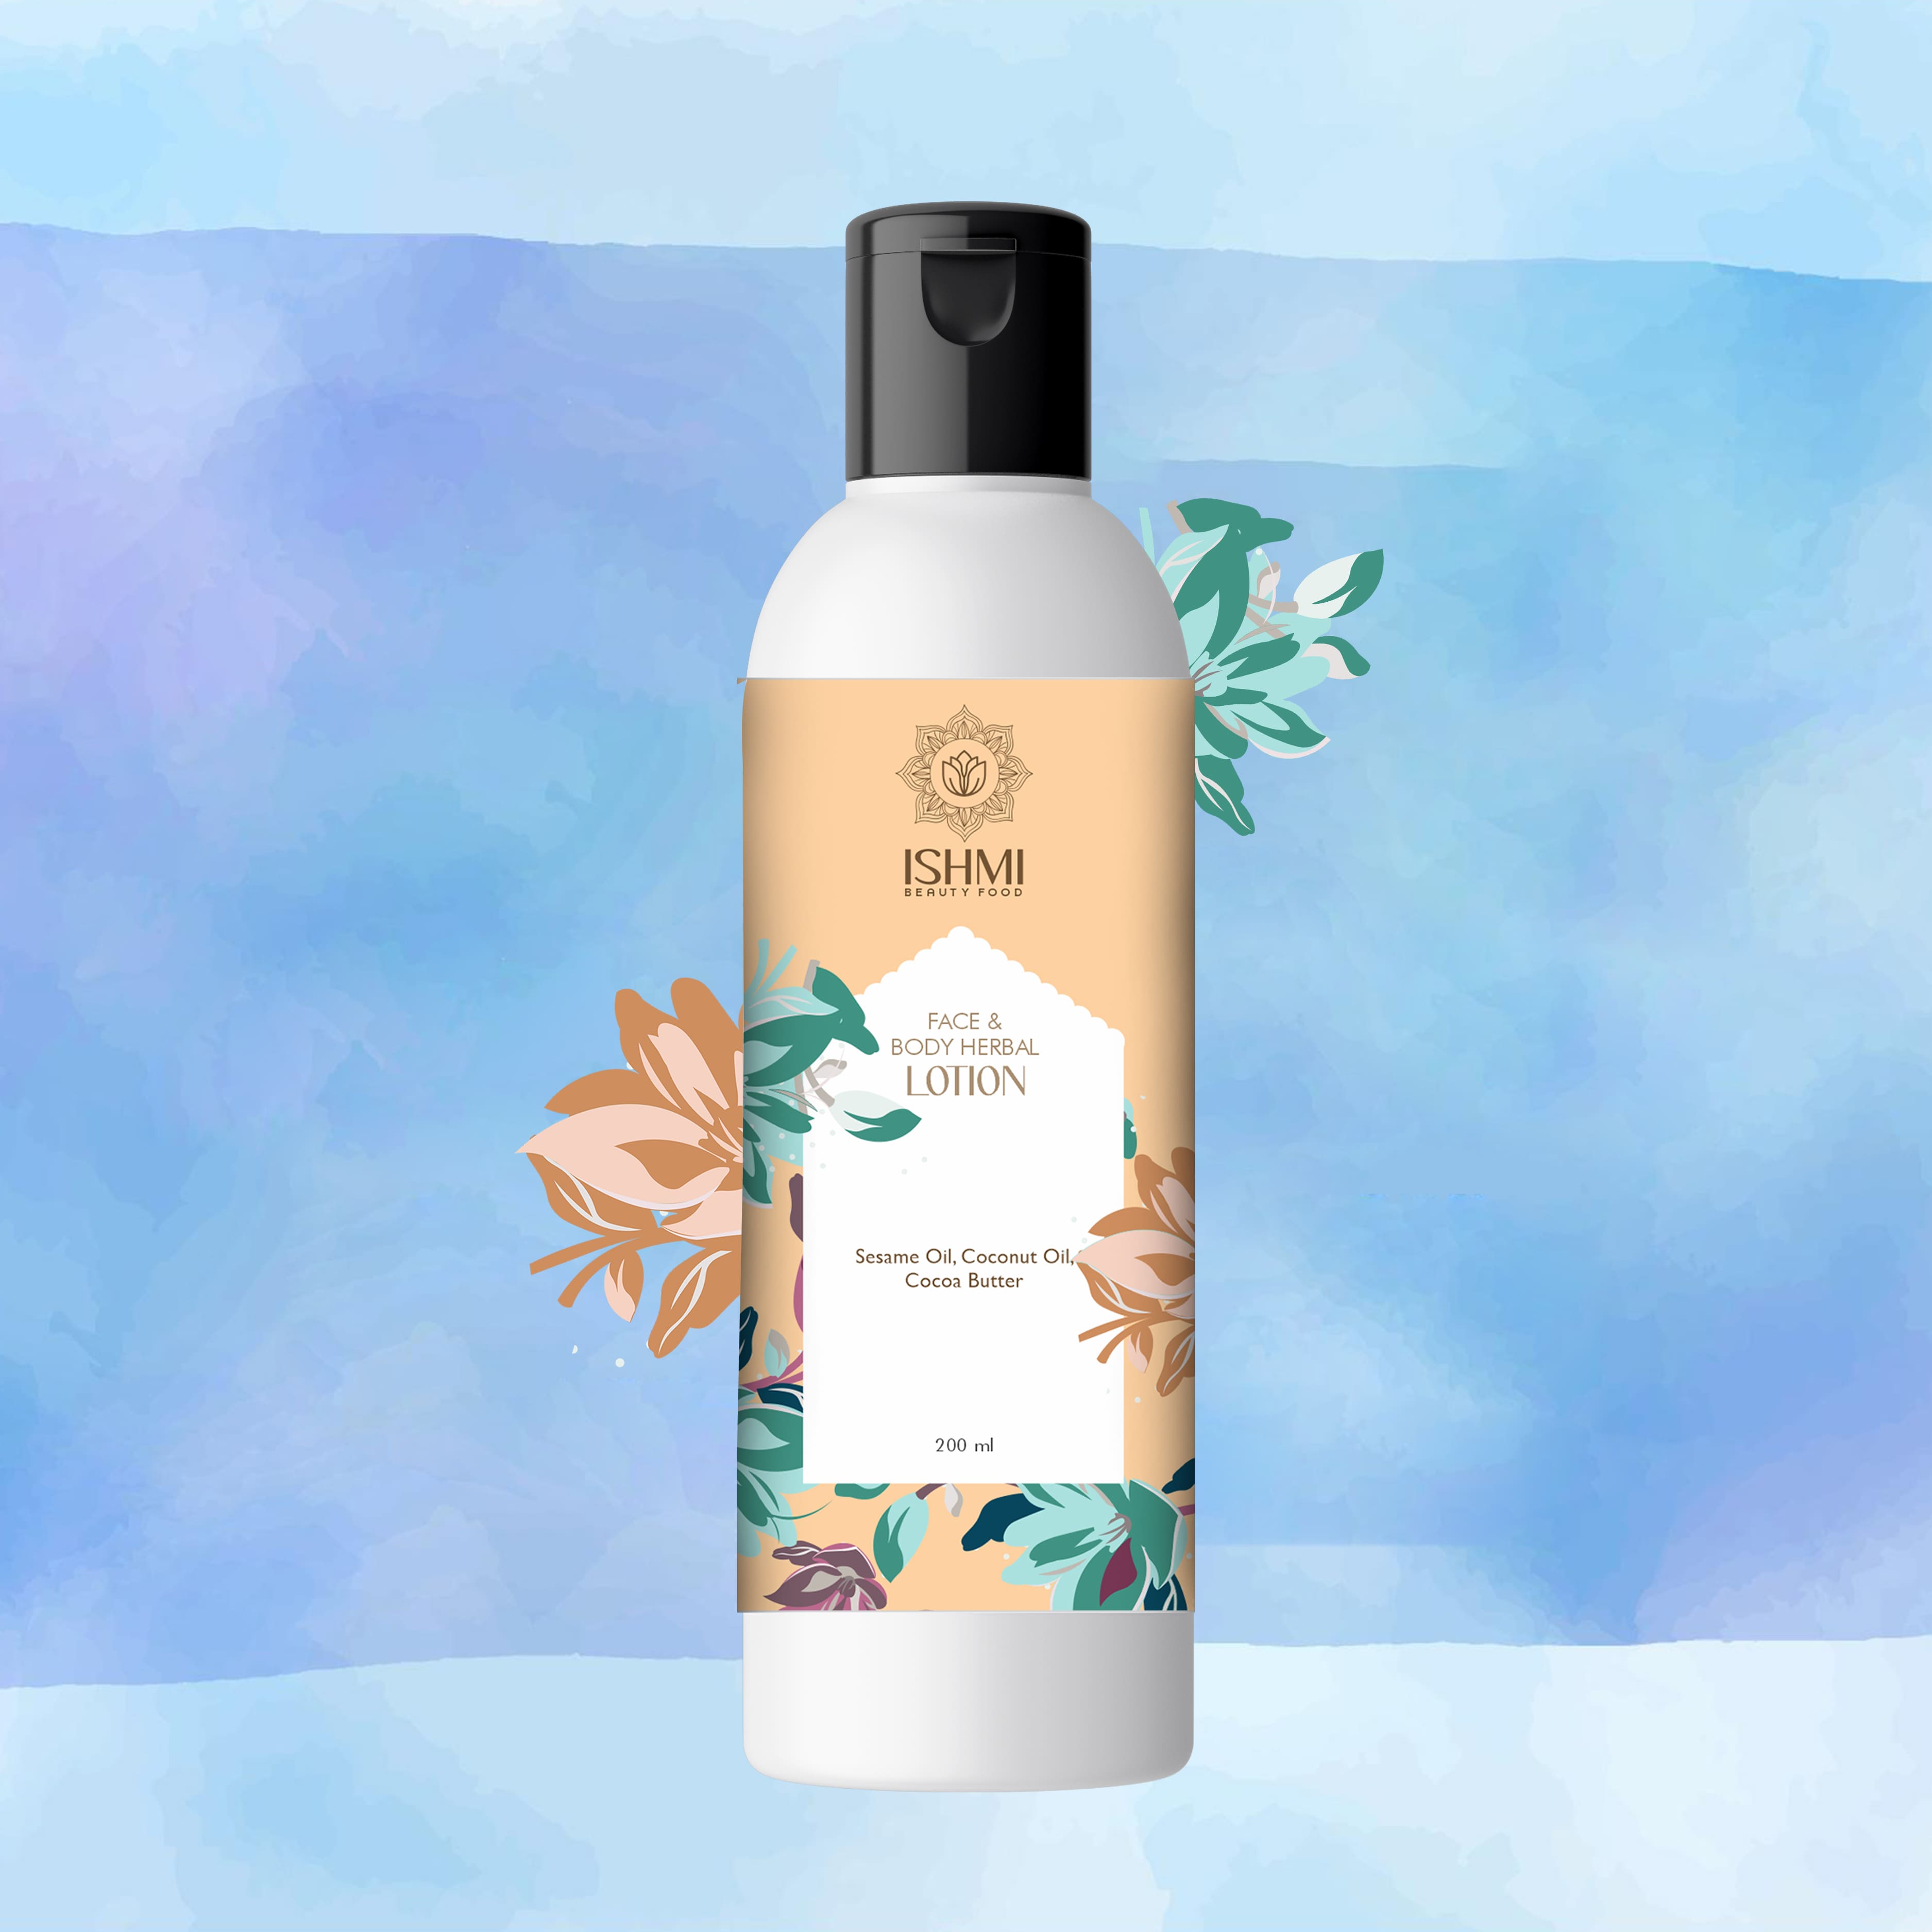 ISHMI
BEAUTY FOOD
FACE &
BODY HERBAL
LOTION
Sesame Oil, Coconut Oil,
Cocoa Butter
200 ml